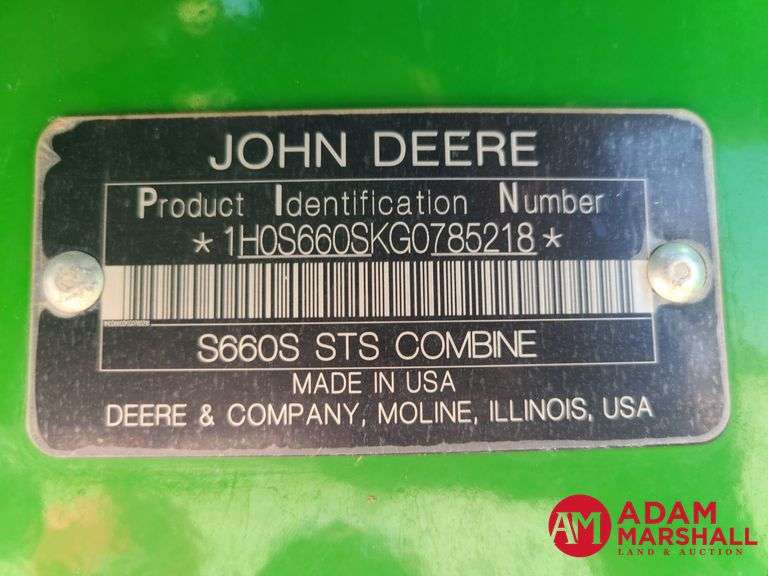 JOHN DEERE
Product Identification Number
*1H0S660SKG0785218*
S660S STS COMBINE
MADE IN USA
DEERE & COMPANY, MOLINE, ILLINOIS, USA
AM ADAM
MARSHALL
LAND & AUCTION